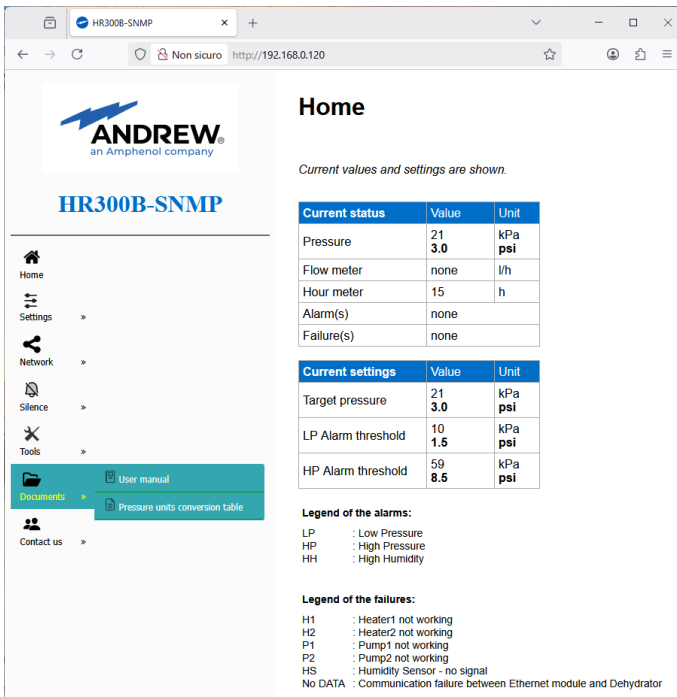 HR300B-SNMP
Non sicuro http://192.168.0.120
ANDREW®
an Amphenol company
HR300B-SNMP
Home
Settings »
Network »
Silence »
Tools »
Documents »
User manual
Pressure units conversion table
Contact us »
Home
Current values and settings are shown.
Current status Value Unit
Pressure 21 kPa
3.0 psi
Flow meter none l/h
Hour meter 15 h
Alarm(s) none
Failure(s) none
Current settings Value Unit
Target pressure 21 kPa
3.0 psi
LP Alarm threshold 10 kPa
1.5 psi
HP Alarm threshold 59 kPa
8.5 psi
Legend of the alarms:
LP : Low Pressure
HP : High Pressure
HH : High Humidity
Legend of the failures:
H1 : Heater1 not working
H2 : Heater2 not working
P1 : Pump1 not working
P2 : Pump2 not working
HS : Humidity Sensor - no signal
No DATA : Communication failure between Ethernet module and Dehydrator